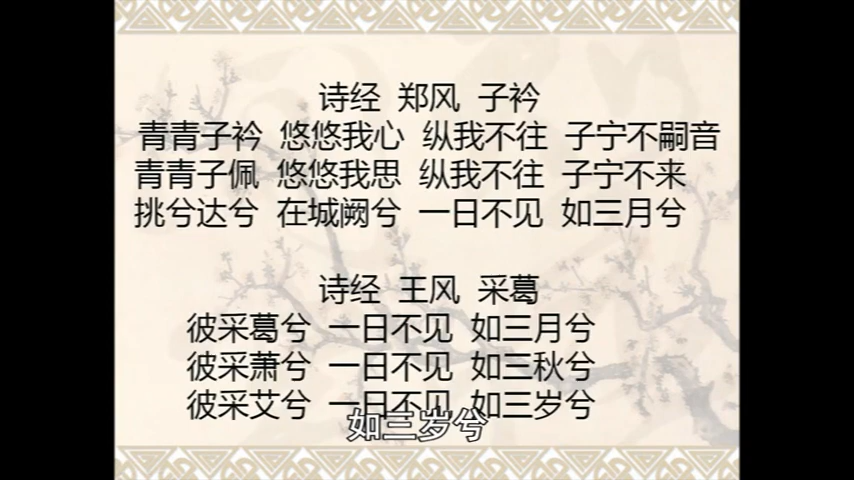 诗经 郑风 子衿
青青子衿 悠悠我心 纵我不往 子宁不嗣音
青青子佩 悠悠我思 纵我不往 子宁不来
挑兮达兮 在城阙兮 一日不见 如三月兮
诗经 王风 采葛
彼采葛兮 一日不见 如三月兮
彼采萧兮 一日不见 如三秋兮
彼采艾兮 一日不见 如三岁兮
如三岁兮